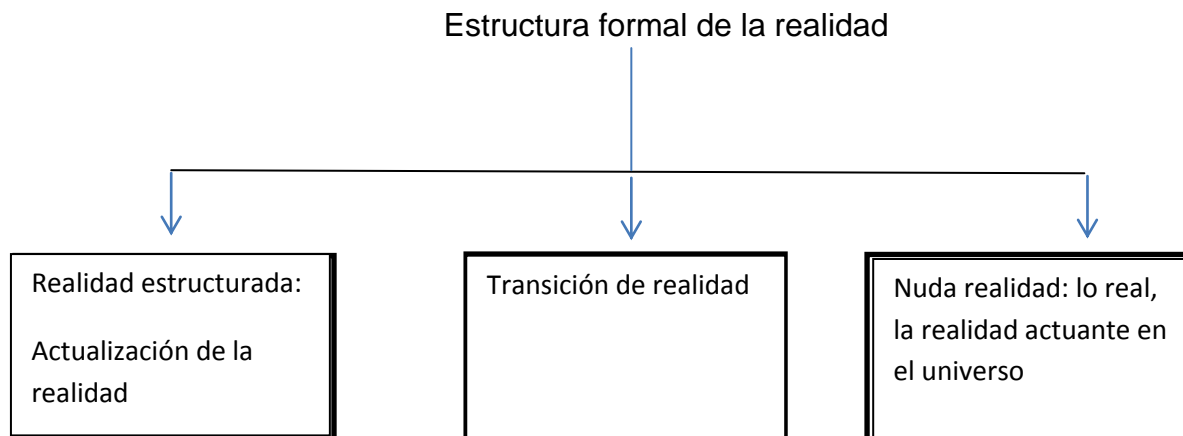 Estructura formal de la realidad
Realidad estructurada:
Actualización de la
realidad
Transición de realidad
Nuda realidad: lo real,
la realidad actuante en
el universo